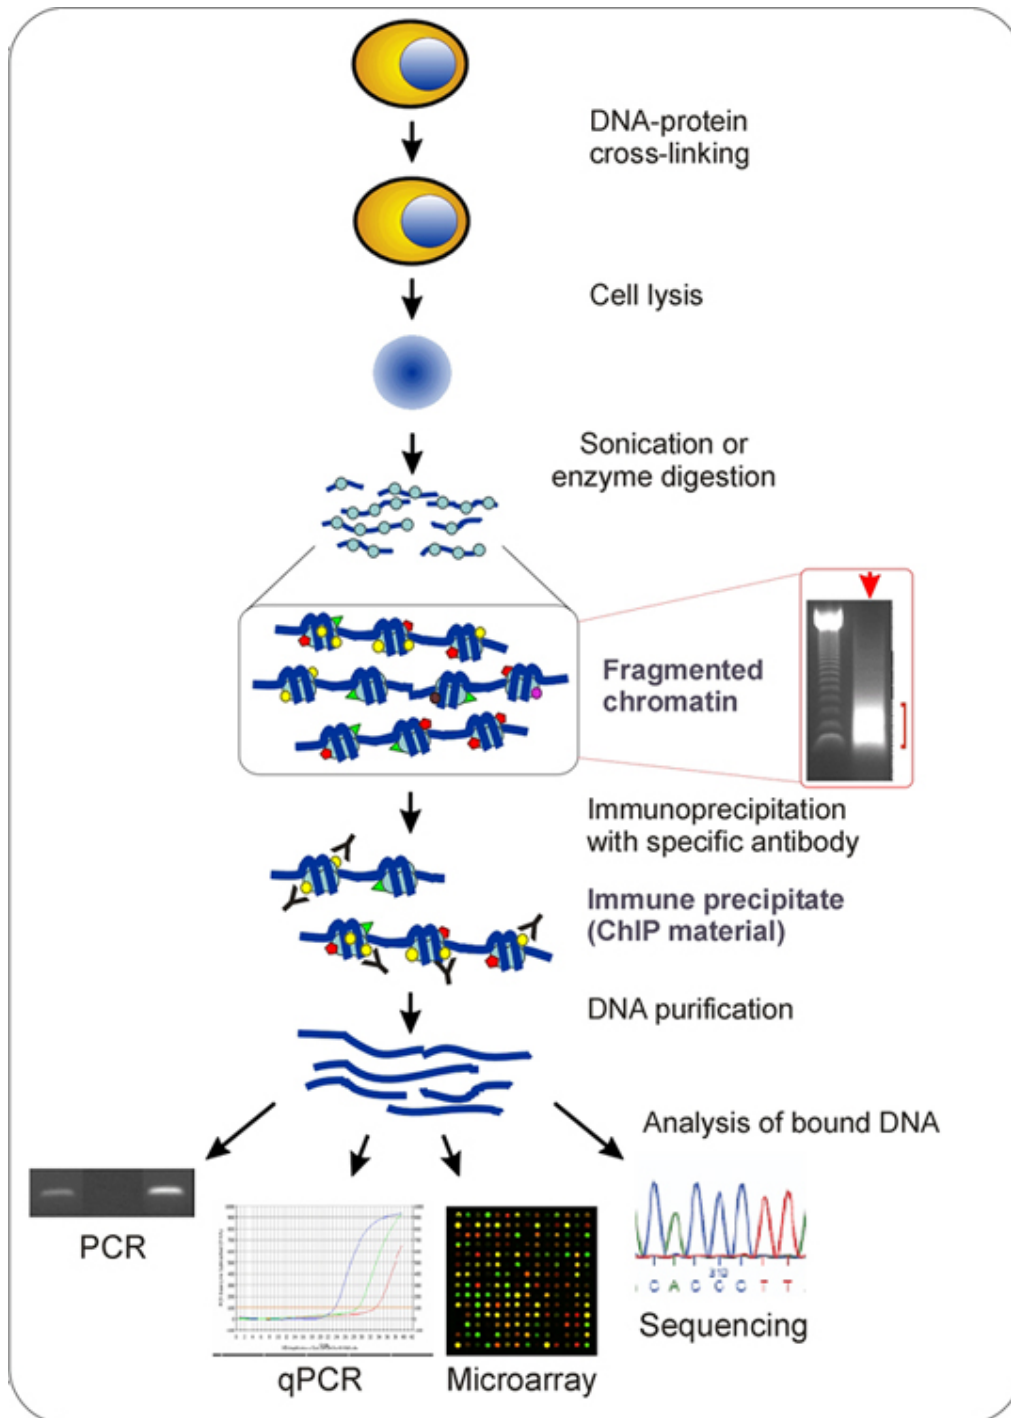 DNA-protein
cross-linking
Cell lysis
Sonication or
enzyme digestion
Fragmented
chromatin
Immunoprecipitation
with specific antibody
Immune precipitate
(ChIP material)
DNA purification
Analysis of bound DNA
PCR
qPCR
Microarray
310
C A C C C T T
Sequencing